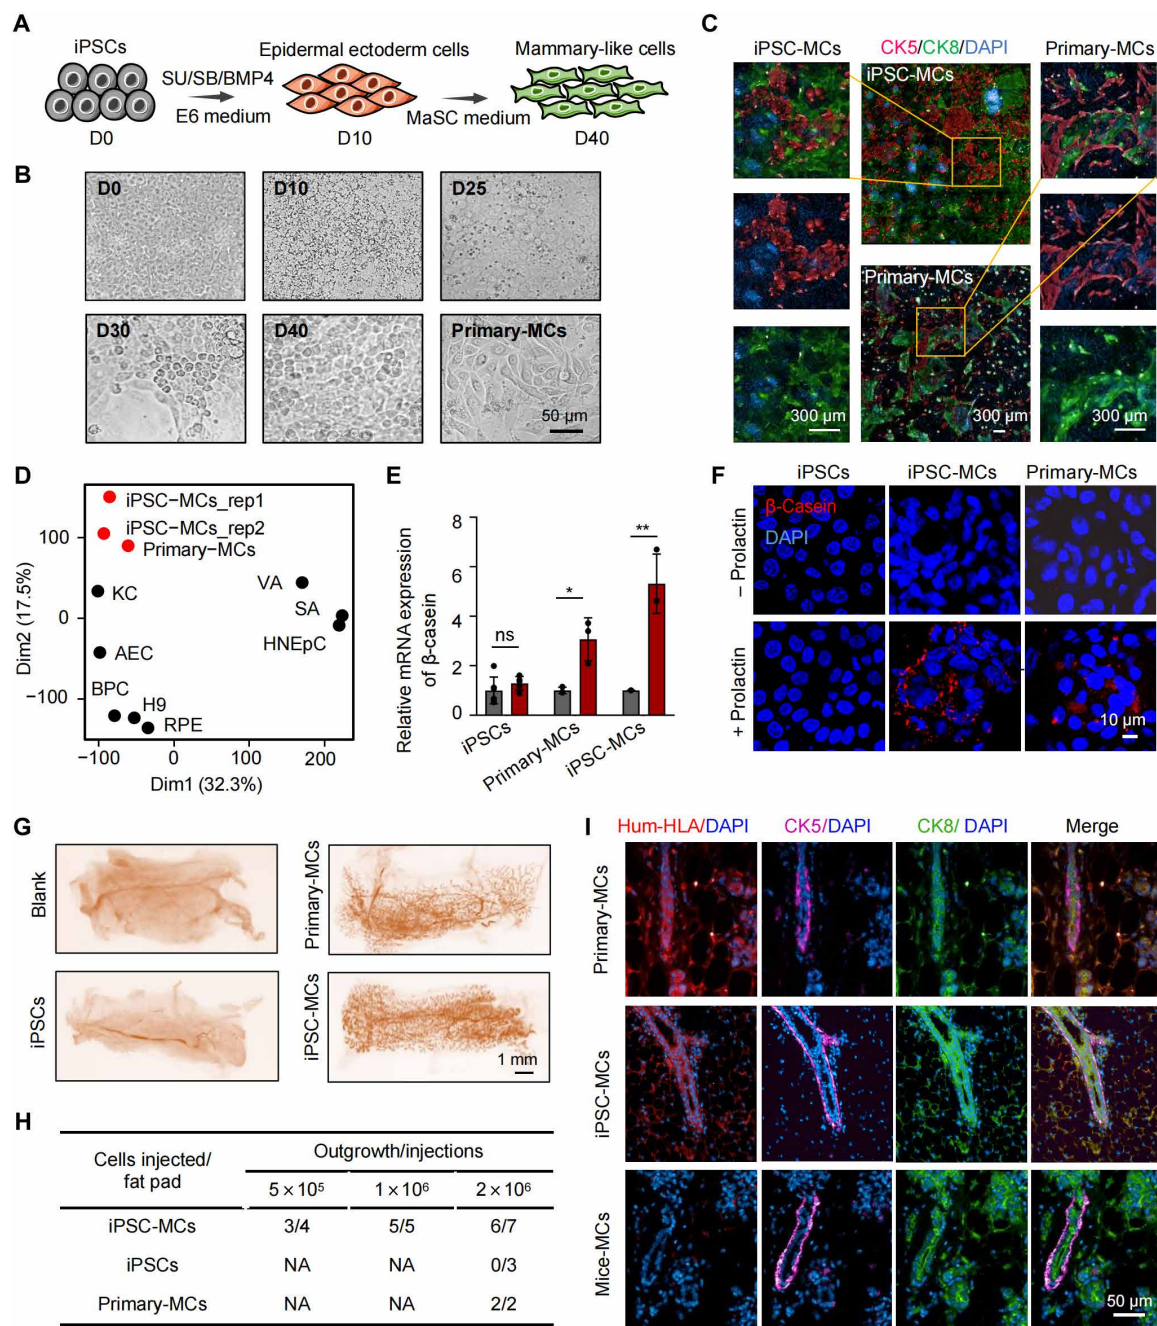 A
iPSCs
Epidermal ectoderm cells
Mammary-like cells
SU/SB/BMP4
E6 medium
MaSC medium
D0
D10
D40
B
D0
D10
D25
D30
D40
Primary-MCs
50 μm
C
iPSC-MCs
CK5/CK8/DAPI
Primary-MCs
iPSC-MCs
Primary-MCs
300 μm
300 μm
300 μm
D
iPSC−MCs_rep1
iPSC−MCs_rep2
Primary−MCs
KC
VA
SA
HNEpC
AEC
BPC
H9
RPE
100
0
−100
Dim2 (17.5%)
−100
0
100
200
Dim1 (32.3%)
E
Relative mRNA expression
of β-casein
8
6
4
2
0
ns
*
**
iPSCs
Primary-MCs
iPSC-MCs
F
iPSCs
iPSC-MCs
Primary-MCs
β-Casein
DAPI
– Prolactin
+ Prolactin
10 μm
G
Blank
Primary-MCs
iPSCs
iPSC-MCs
1 mm
H
Cells injected/
fat pad
Outgrowth/injections
5 × 10⁵
1 × 10⁶
2 × 10⁶
iPSC-MCs 3/4 5/5 6/7
iPSCs NA NA 0/3
Primary-MCs NA NA 2/2
I
Hum-HLA/DAPI
CK5/DAPI
CK8/ DAPI
Merge
Primary-MCs
iPSC-MCs
Mice-MCs
50 μm